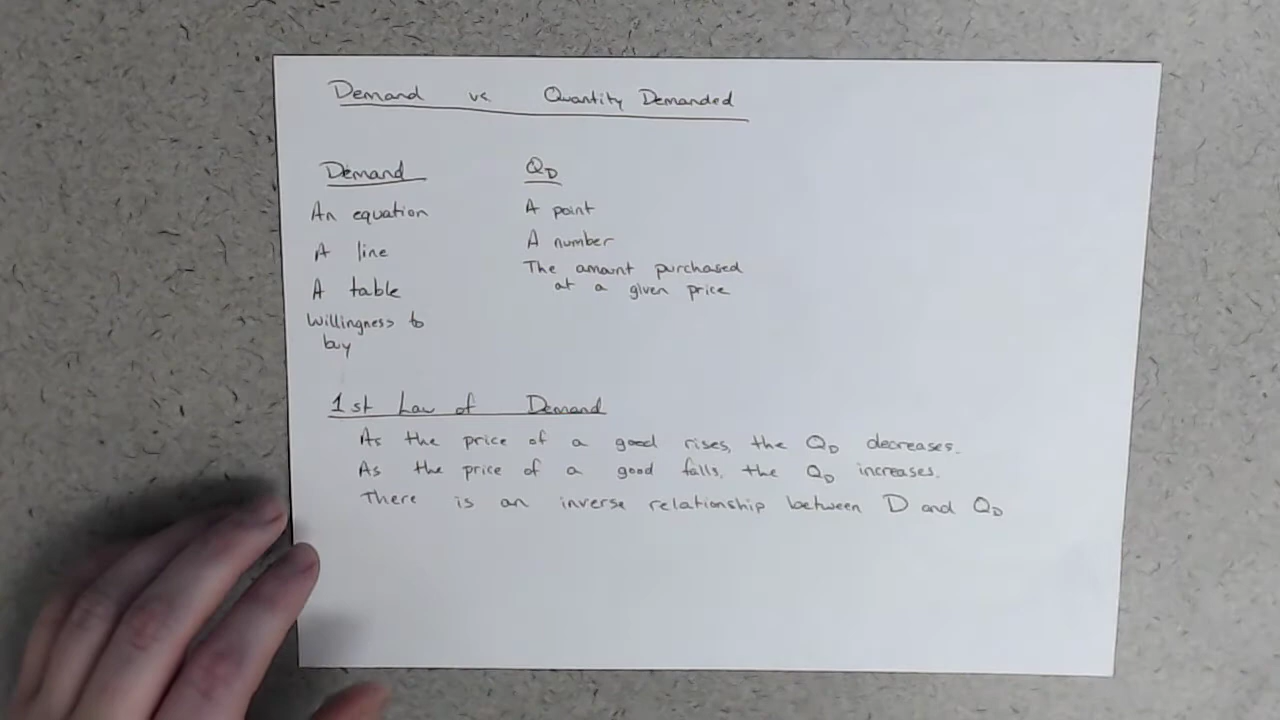 Demand vs Quantity Demanded
Demand
An equation
A line
A table
Willingness to
buy
QD
A point
A number
The amount purchased
at a given price
1st Law of Demand
As the price of a good rises, the QD decreases.
As the price of a good falls, the QD increases.
There is an inverse relationship between D and QD